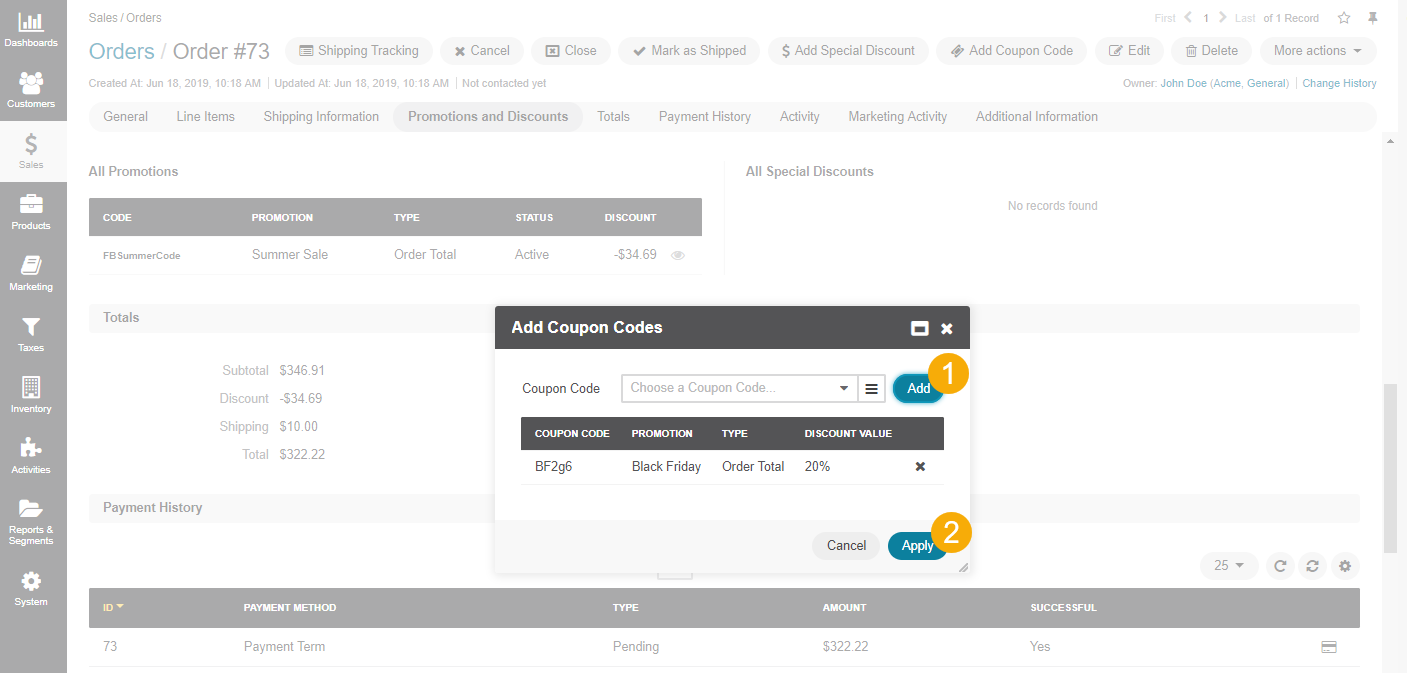 Dashboards
Customers
Sales
Products
Marketing
Taxes
Inventory
Activities
Reports &
Segments
System
Sales / Orders
First 1 Last of 1 Record
Orders / Order #73 Shipping Tracking Cancel Close Mark as Shipped $ Add Special Discount Add Coupon Code Edit Delete More actions
Created At: Jun 18, 2019, 10:18 AM | Updated At: Jun 18, 2019, 10:18 AM | Not contacted yet Owner: John Doe (Acme, General) | Change History
General Line Items Shipping Information Promotions and Discounts Totals Payment History Activity Marketing Activity Additional Information
All Promotions
CODE PROMOTION TYPE STATUS DISCOUNT
FBSummerCode Summer Sale Order Total Active -$34.69
All Special Discounts
No records found
Totals
Subtotal $346.91
Discount -$34.69
Shipping $10.00
Total $322.22
Add Coupon Codes
Coupon Code Choose a Coupon Code... Add 1
COUPON CODE PROMOTION TYPE DISCOUNT VALUE
BF2g6 Black Friday Order Total 20%
Cancel Apply 2
Payment History
25
ID PAYMENT METHOD TYPE AMOUNT SUCCESSFUL
73 Payment Term Pending $322.22 Yes